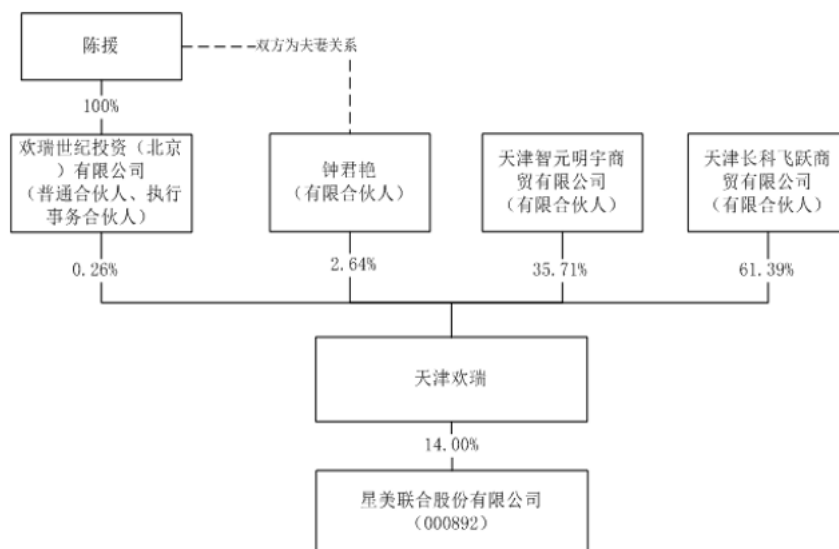 陈援
双方为夫妻关系
100%
欢瑞世纪投资（北京
）有限公司
（普通合伙人、执行
事务合伙人）
钟君艳
（有限合伙人）
天津智元明宇商
贸有限公司
（有限合伙人）
天津长科飞跃商
贸有限公司
（有限合伙人）
0.26%
2.64%
35.71%
61.39%
天津欢瑞
14.00%
星美联合股份有限公司
（000892）